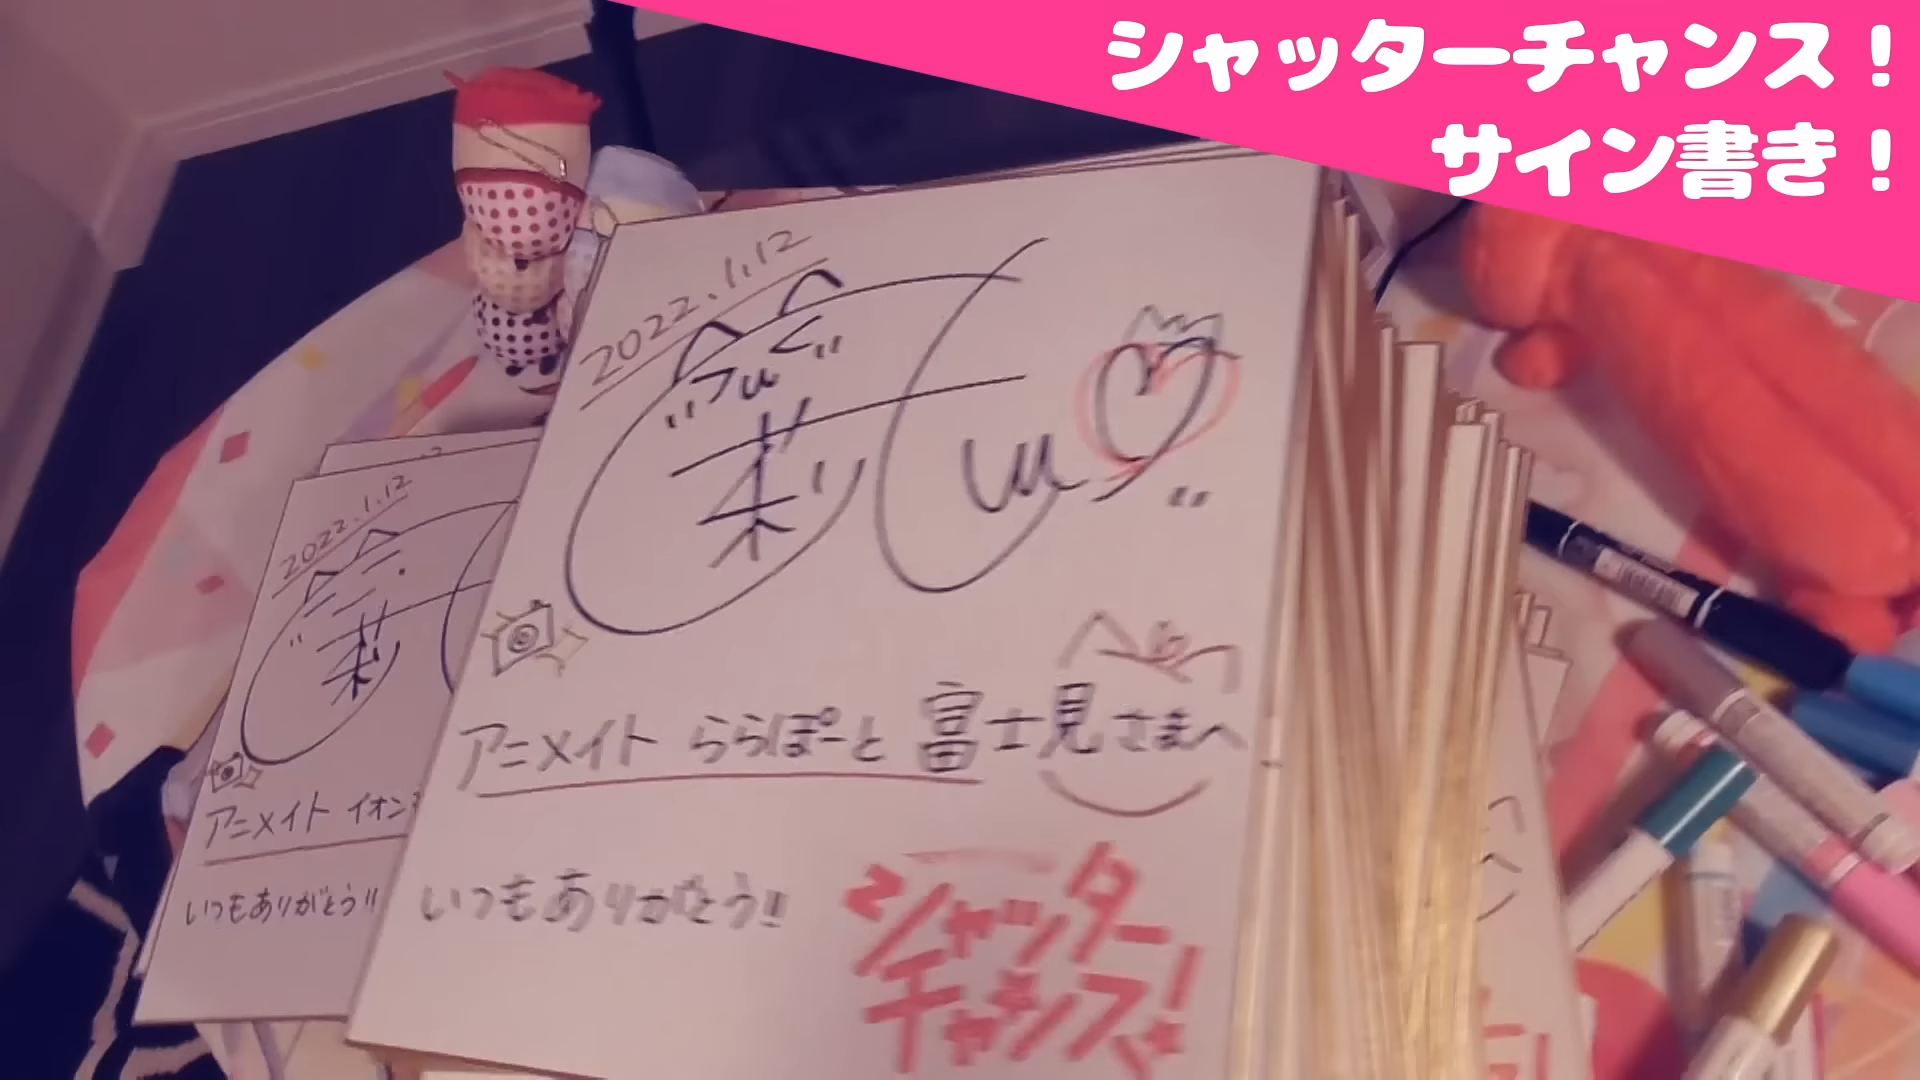 シャッターチャンス！
サイン書き！
2022.1.12
莉
アニメイト ららぽーと 富士見さまへ
いつもありがとう!!
シャッター
チャンス!
2022.1.12
莉
アニメイト イオン
いつもありがとう!!